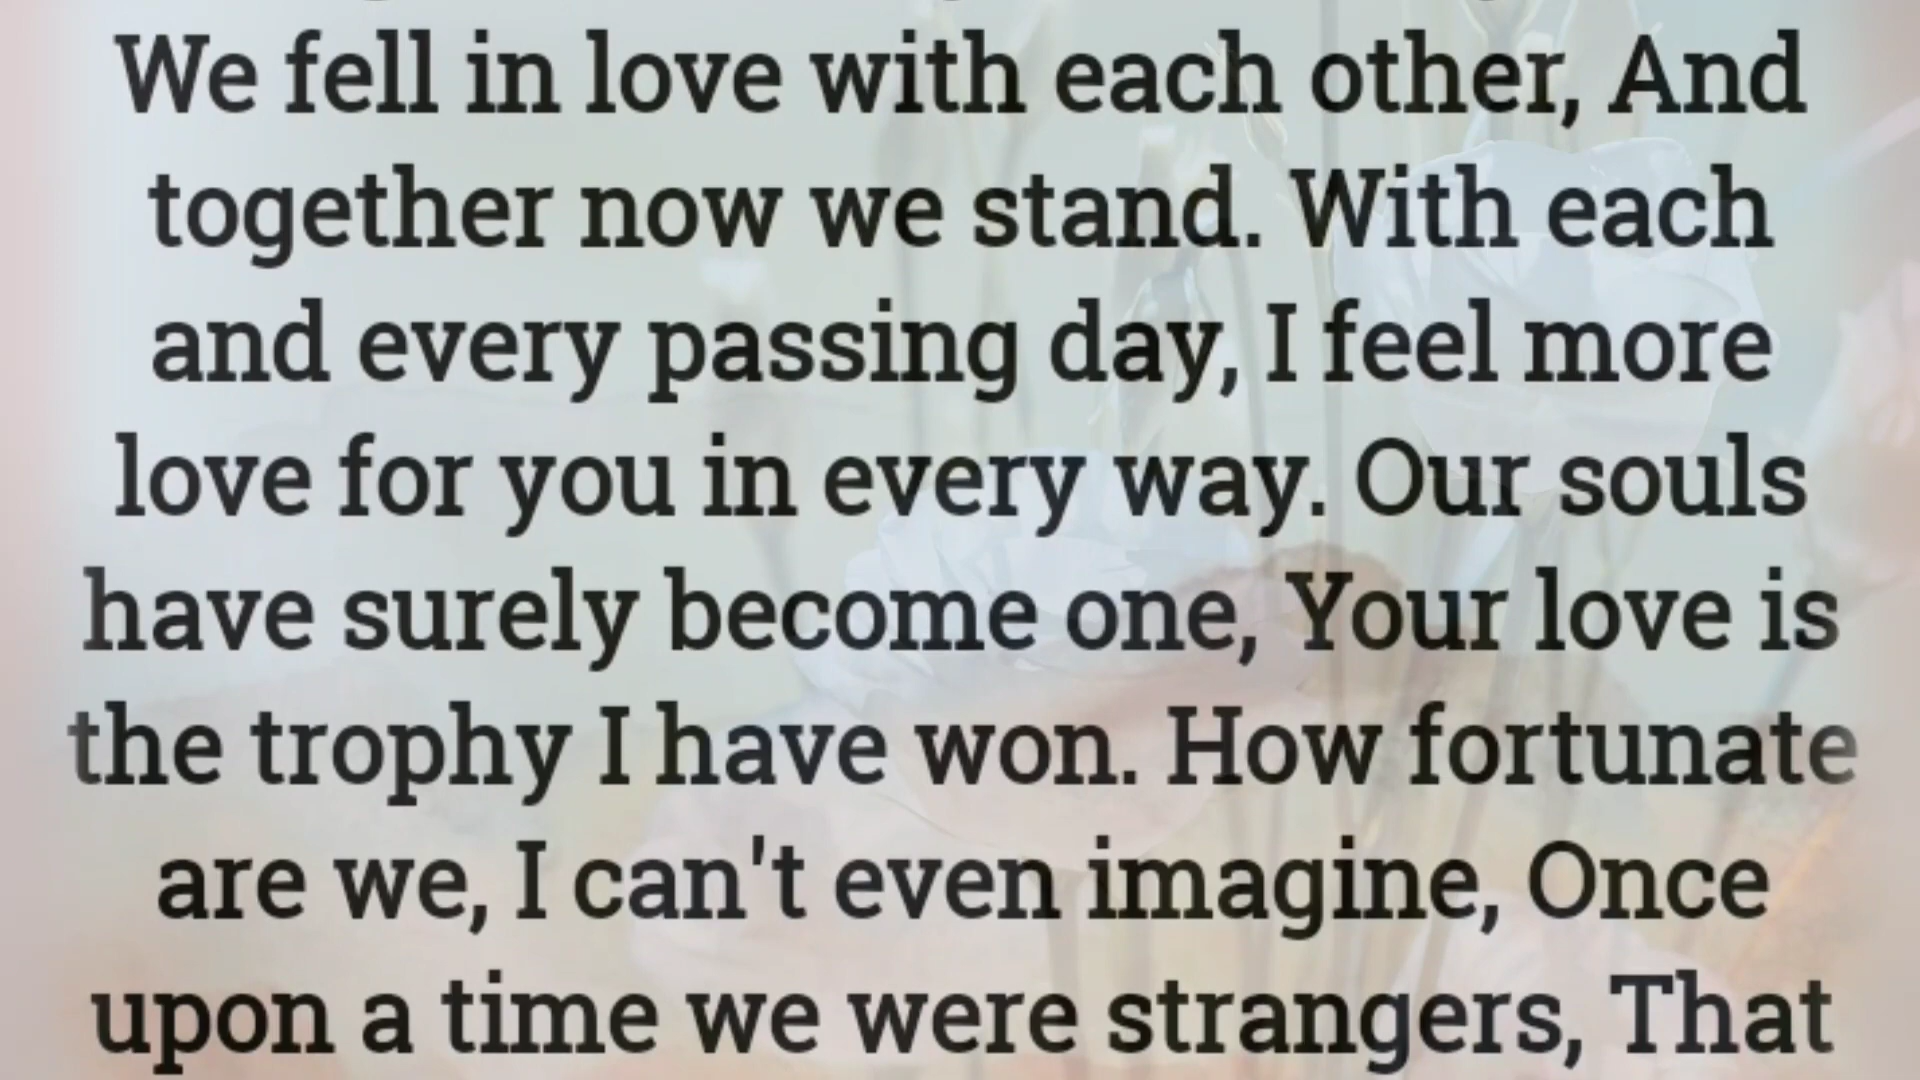 We fell in love with each other, And
together now we stand. With each
and every passing day, I feel more
love for you in every way. Our souls
have surely become one, Your love is
the trophy I have won. How fortunate
are we, I can't even imagine, Once
upon a time we were strangers, That